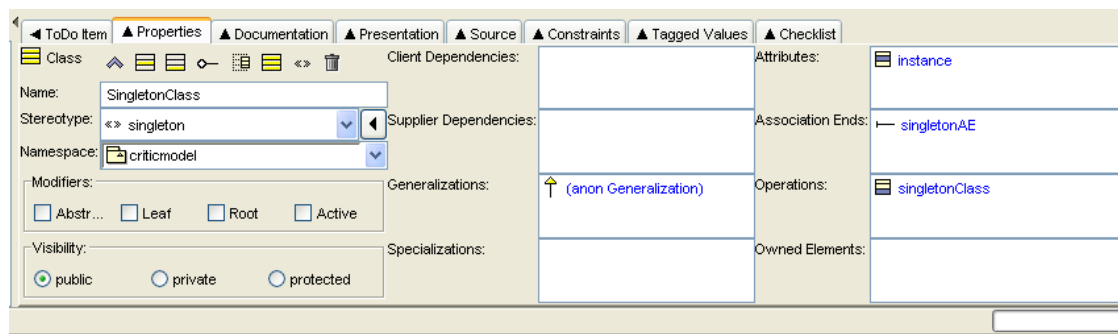 ToDo Item Properties Documentation Presentation Source Constraints Tagged Values Checklist
Class
Name: SingletonClass
Stereotype: «» singleton
Namespace: criticmodel
Modifiers:
Abstr... Leaf Root Active
Visibility:
public private protected
Client Dependencies:
Supplier Dependencies:
Generalizations: (anon Generalization)
Specializations:
Attributes: instance
Association Ends: singletonAE
Operations: singletonClass
Owned Elements: